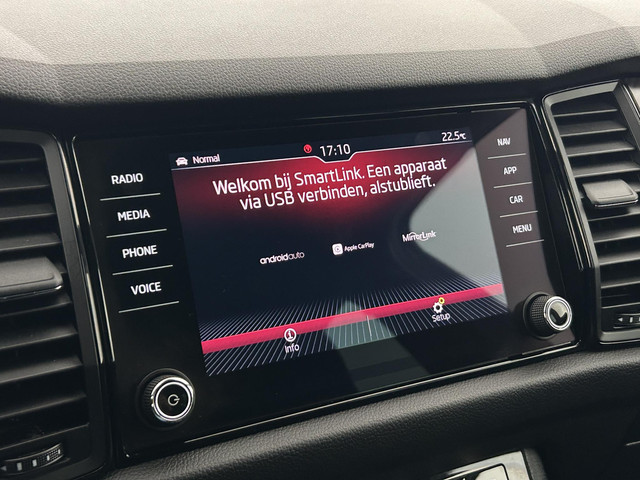 Normal
17:10
22.5°C
Welkom bij SmartLink. Een apparaat
via USB verbinden, alstublieft.
androidauto
Apple CarPlay
MirrorLink
Info
Setup
RADIO
MEDIA
PHONE
VOICE
NAV
APP
CAR
MENU